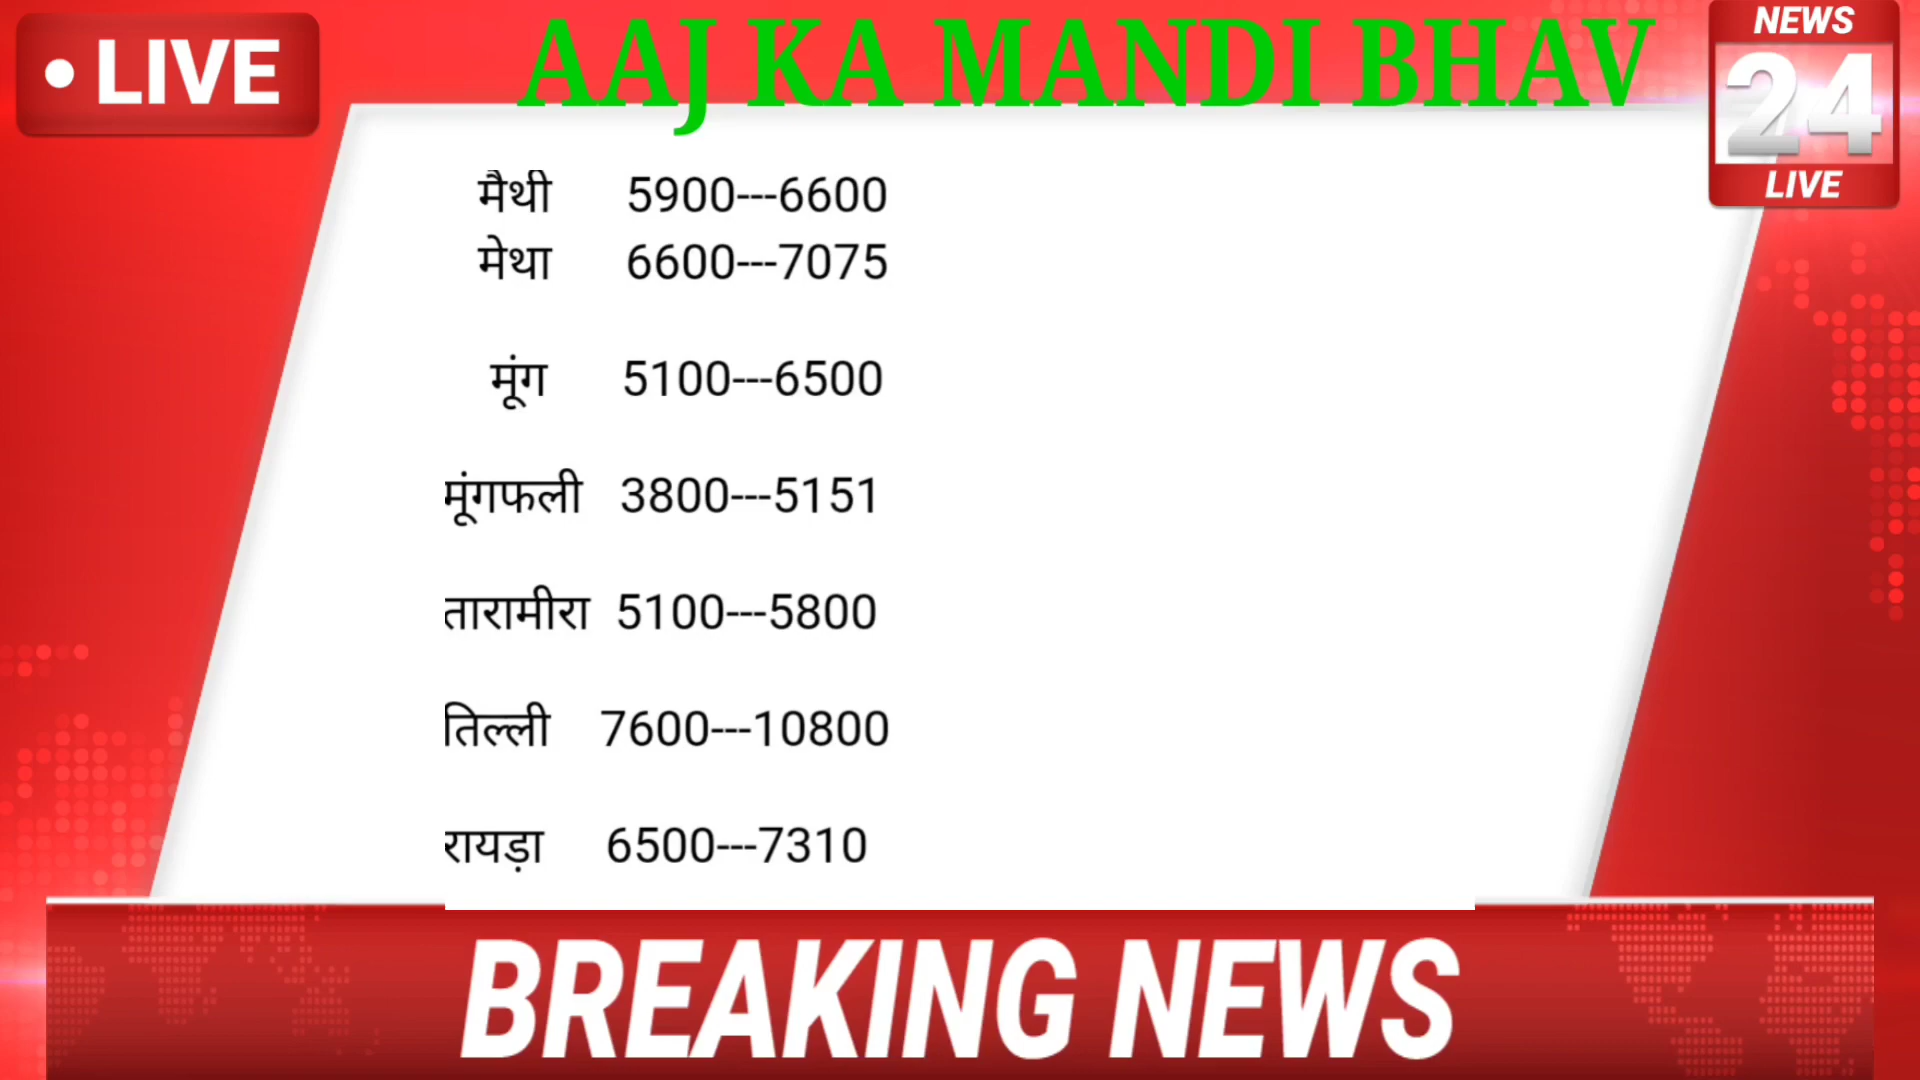 • LIVE
AAJ KA MANDI BHAV
NEWS
24
LIVE
मैथी 5900---6600
मेथा 6600---7075
मूंग 5100---6500
मूंगफली 3800---5151
तारामीरा 5100---5800
तिल्ली 7600---10800
रायड़ा 6500---7310
BREAKING NEWS